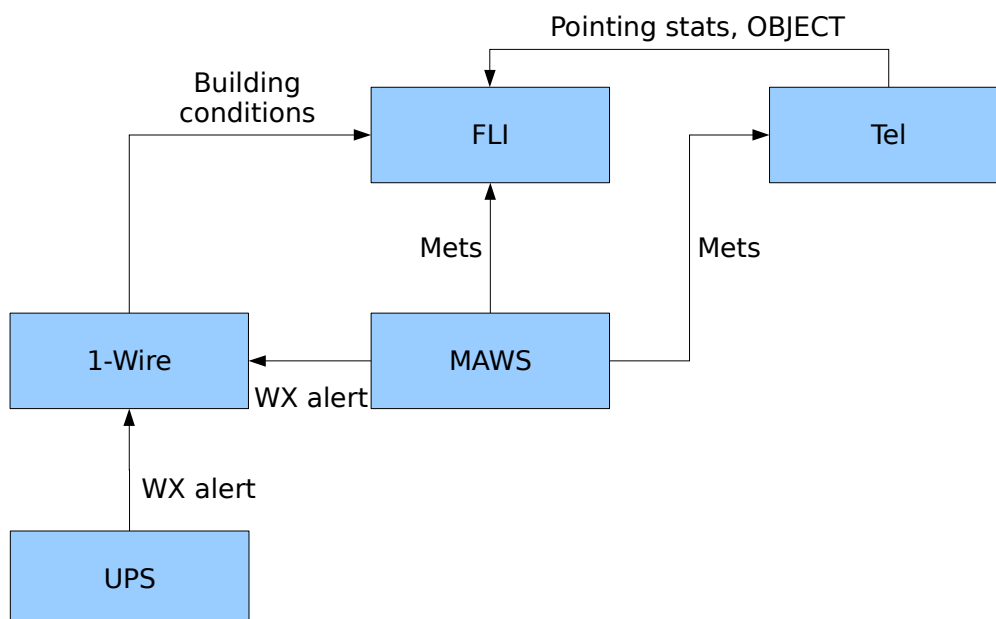 Pointing stats, OBJECT
Building
conditions
FLI
Tel
Mets
Mets
1-Wire
MAWS
WX alert
WX alert
UPS